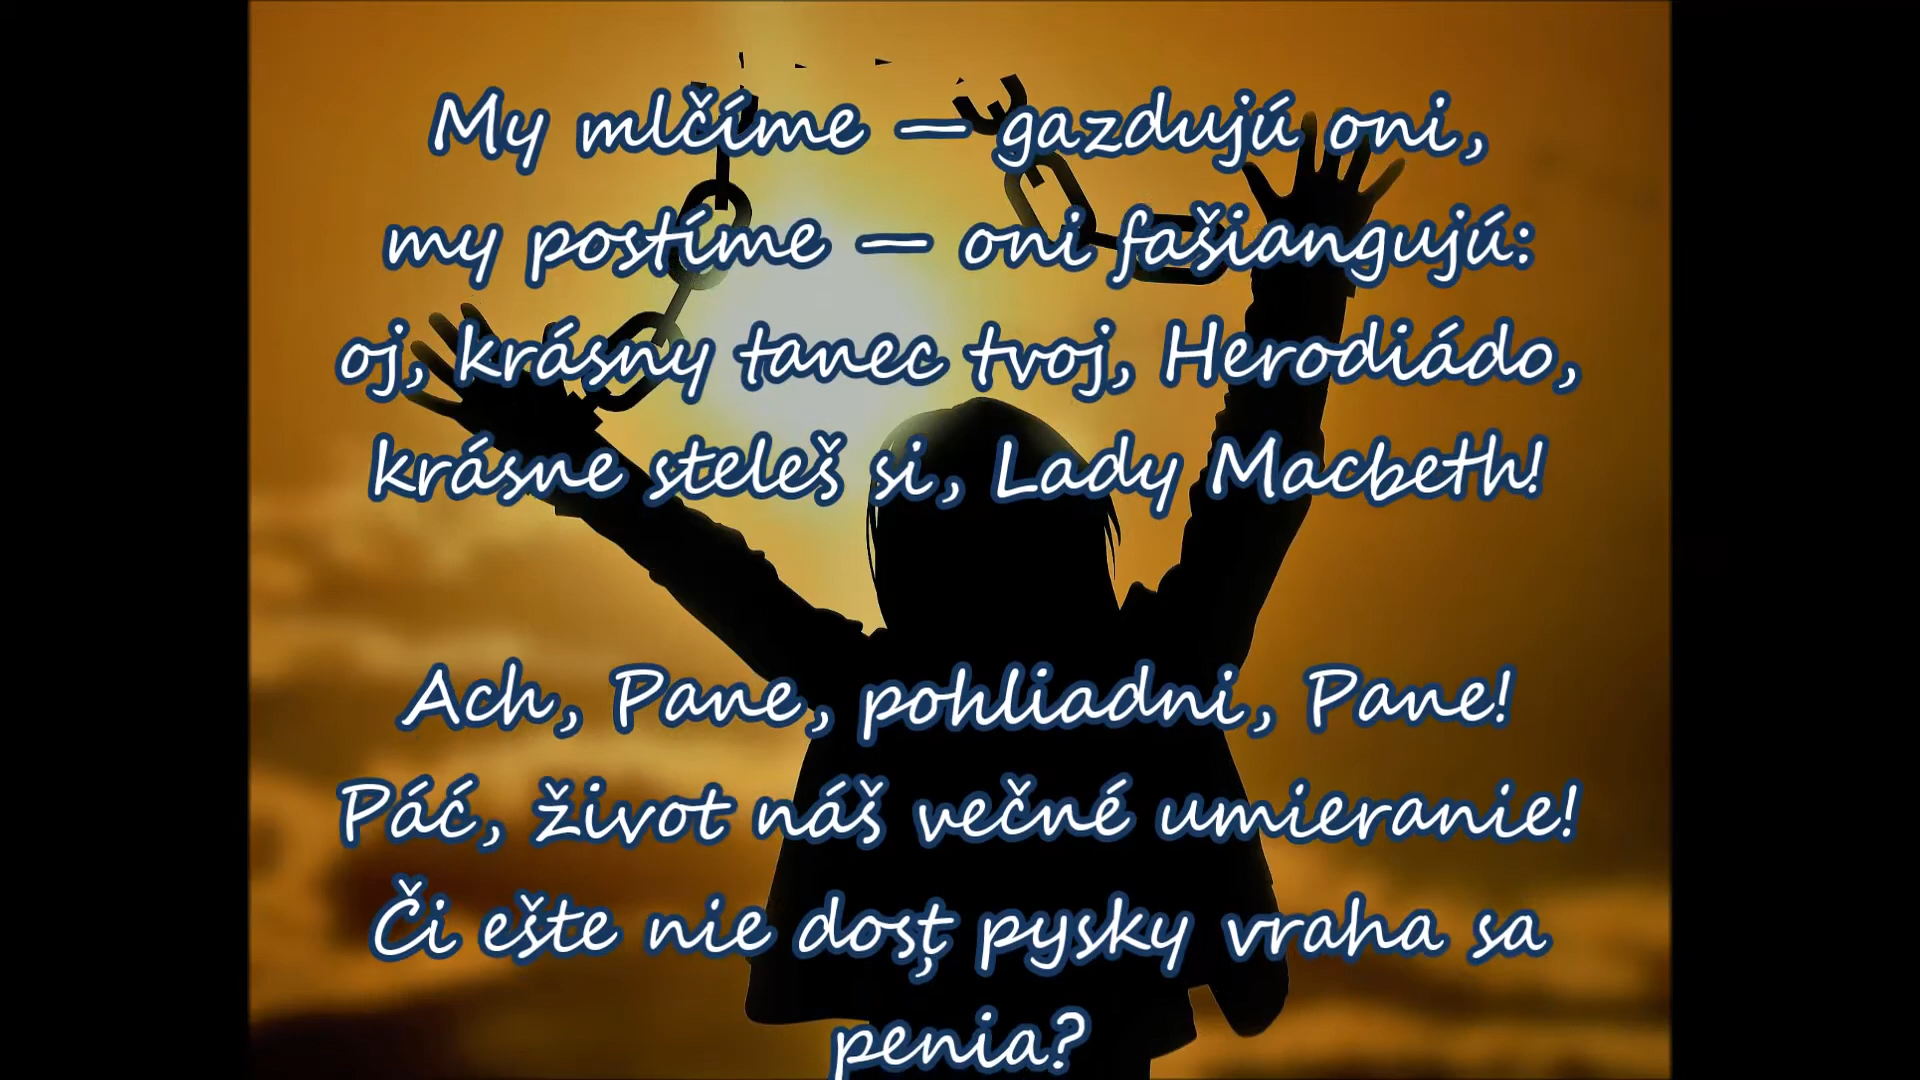 My mlčíme — gazdujú oni,
my postíme — oni fašiangujú:
oj, krásny tanec tvoj, Herodiádo,
krásne steleš si, Lady Macbeth!
Ach, Pane, pohliadni, Pane!
Páč, život náš večné umieranie!
Či ešte nie dosţ pysky vraha sa
penia?